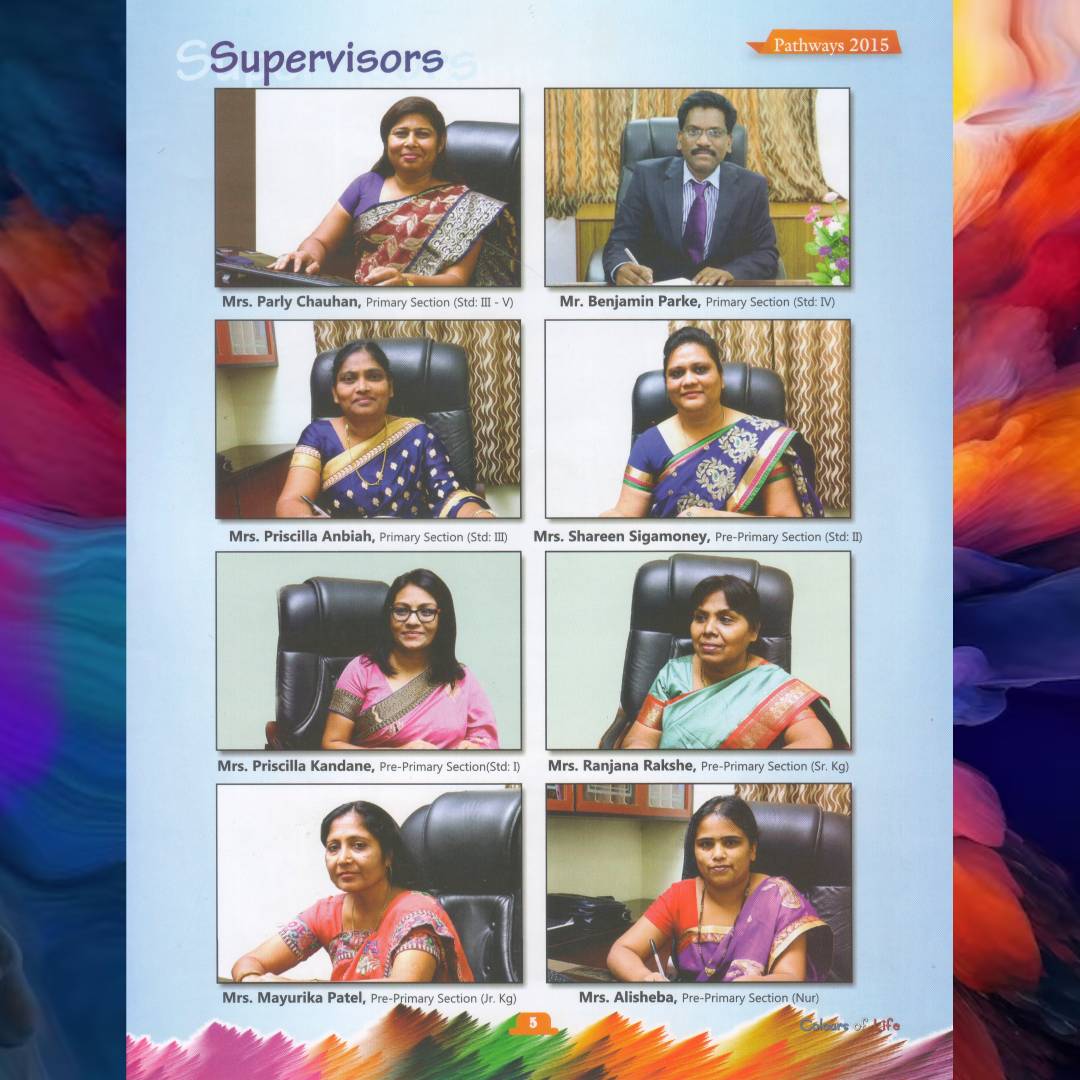 Supervisors
Pathways 2015
Mrs. Parly Chauhan, Primary Section (Std: III - V)
Mr. Benjamin Parke, Primary Section (Std: IV)
Mrs. Priscilla Anbiah, Primary Section (Std: III)
Mrs. Shareen Sigamoney, Pre-Primary Section (Std: II)
Mrs. Priscilla Kandane, Pre-Primary Section(Std: I)
Mrs. Ranjana Rakshe, Pre-Primary Section (Sr. Kg)
Mrs. Mayurika Patel, Pre-Primary Section (Jr. Kg)
Mrs. Alisheba, Pre-Primary Section (Nur)
5
Colours of Life